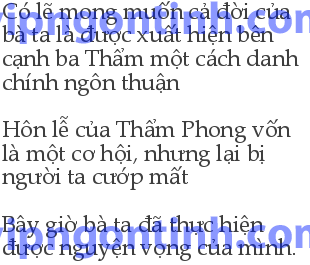 Có lẽ mong muốn cả đời của
bà ta là được xuất hiện bên
cạnh ba Thẩm một cách danh
chính ngôn thuận
Hôn lễ của Thẩm Phong vốn
là một cơ hội, nhưng lại bị
người ta cướp mất
Bây giờ bà ta đã thực hiện
được nguyện vọng của mình.